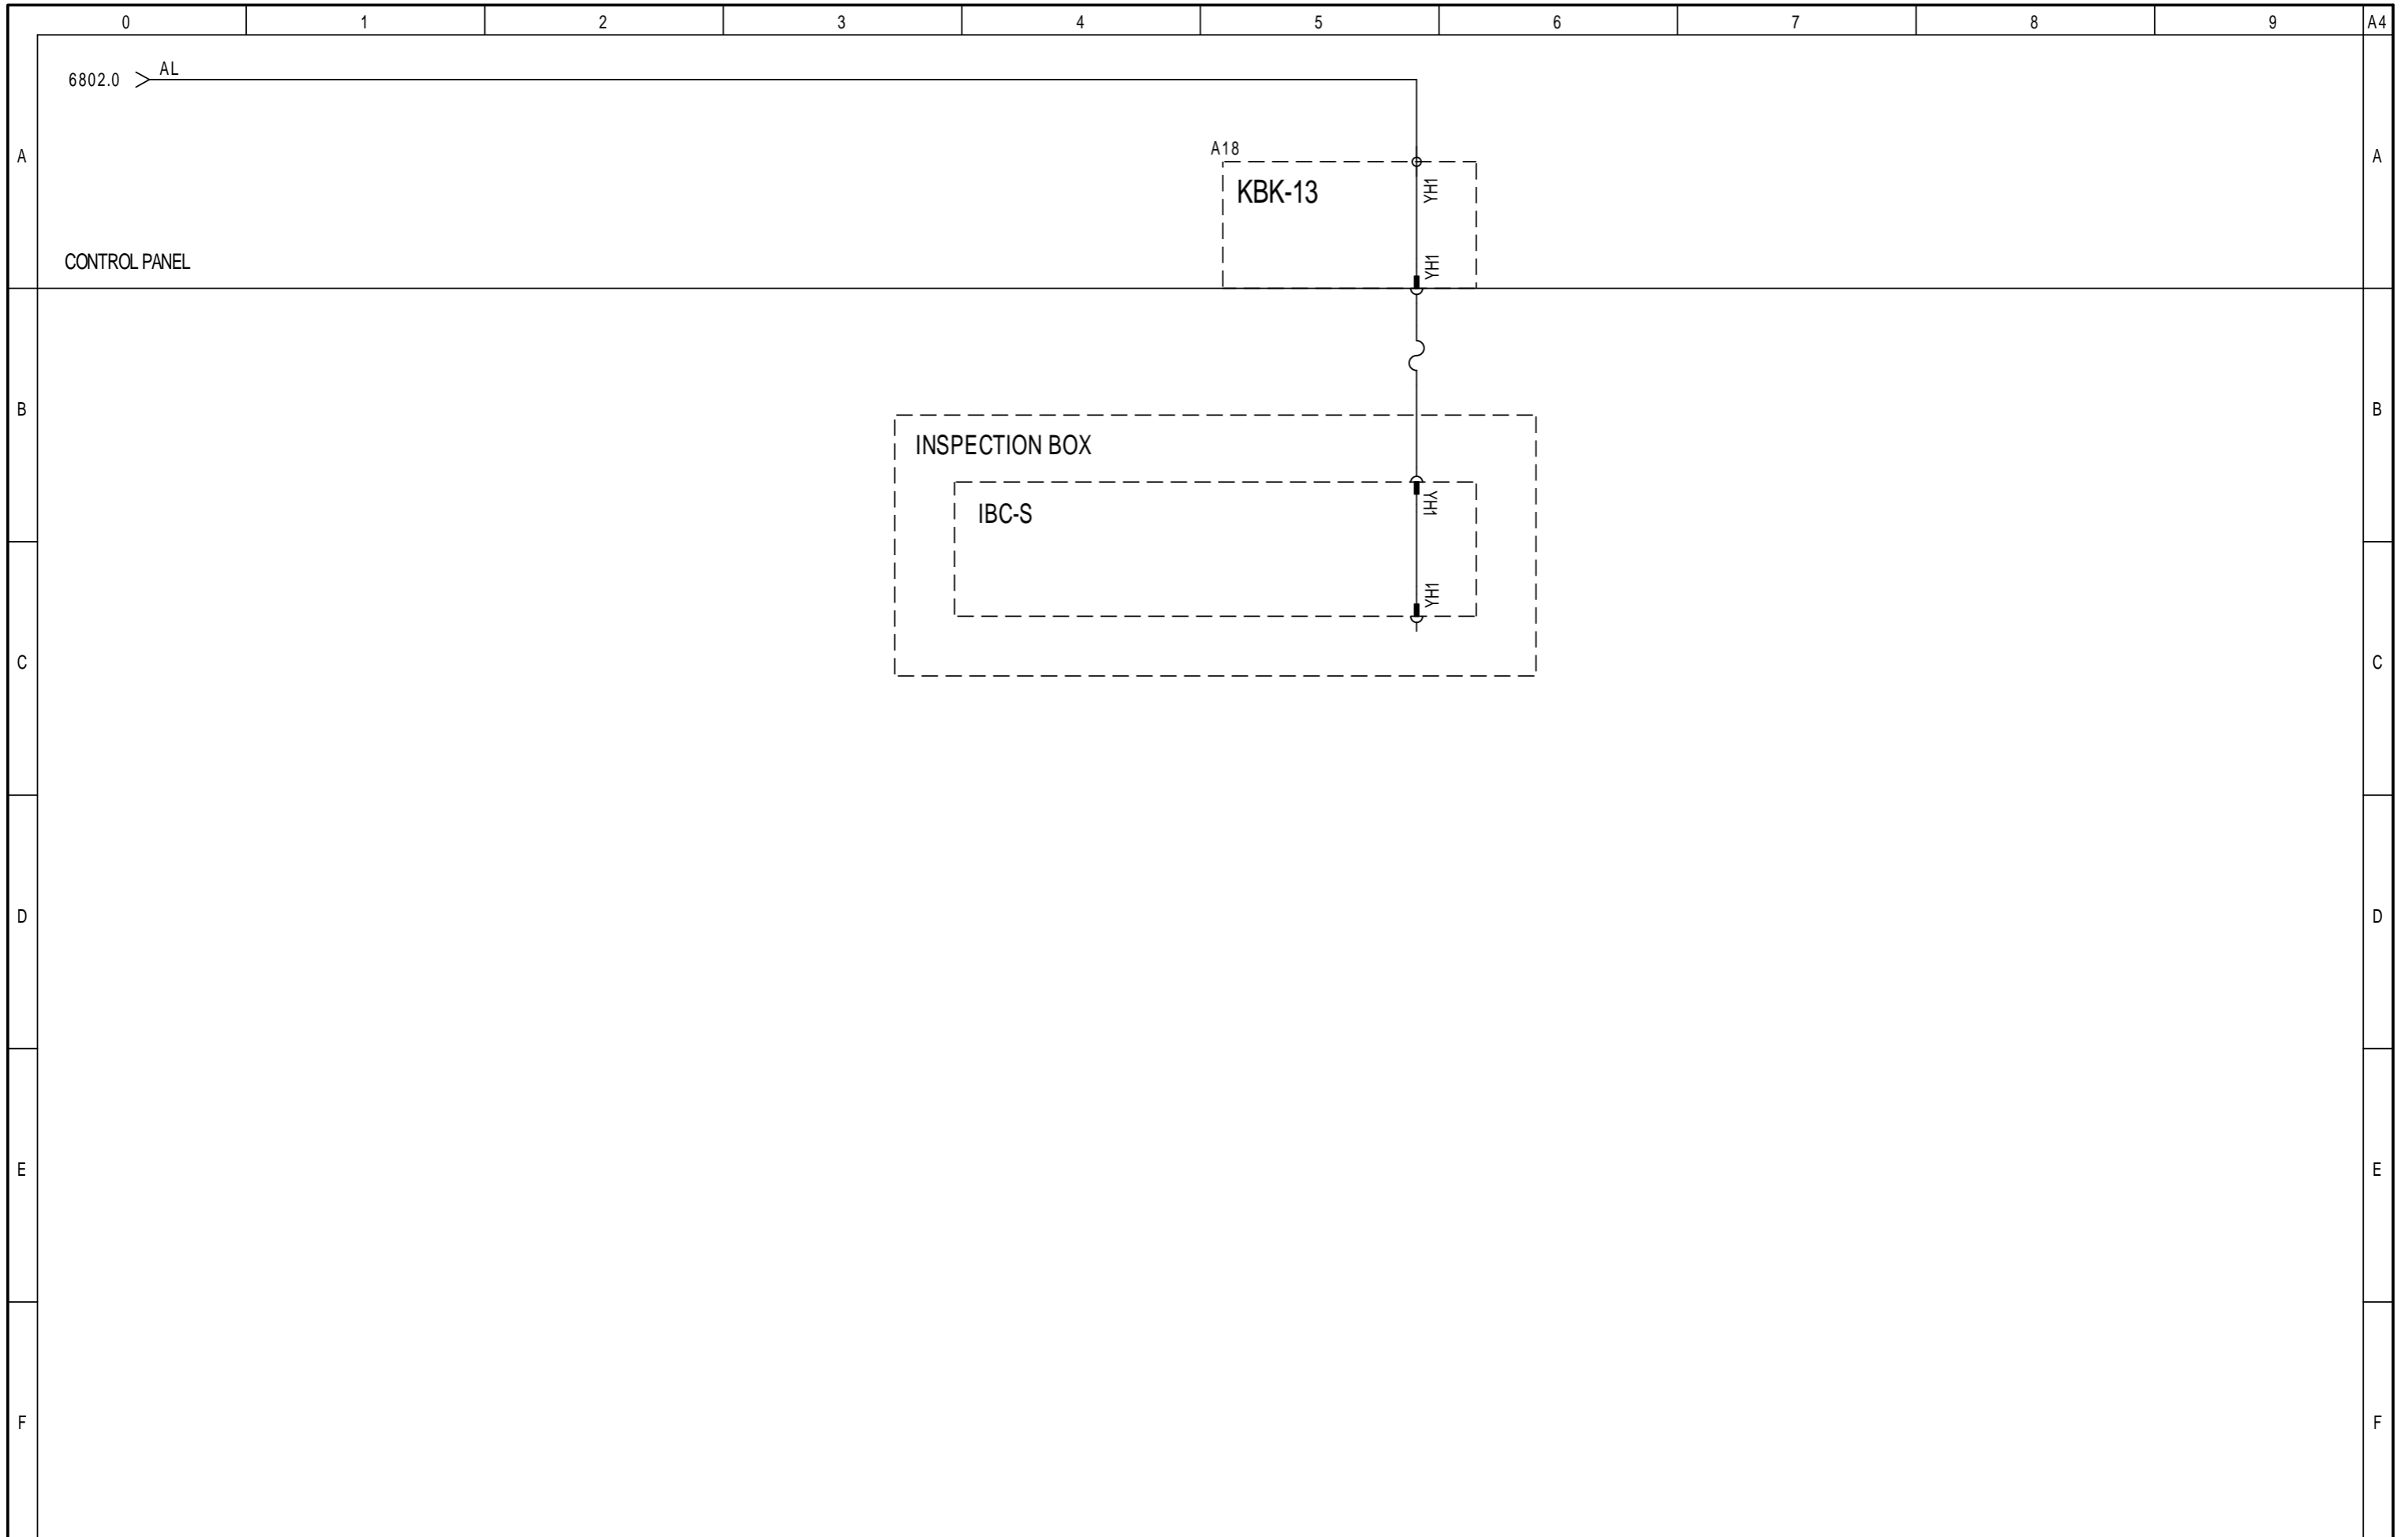 0 1 2 3 4 5 6 7 8 9 A4
6802.0 AL
A A
A18
KBK-13
YH1
CONTROL PANEL
YH1
B B
INSPECTION BOX
IBC-S
YH1
YH1
C C
D D
E E
F F